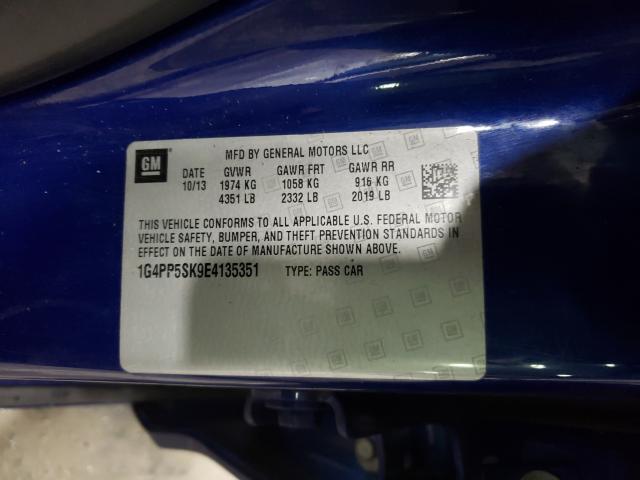 GM
MFD BY GENERAL MOTORS LLC
DATE GVWR GAWR FRT GAWR RR
10/13 1974 KG 1058 KG 916 KG
4351 LB 2332 LB 2019 LB
THIS VEHICLE CONFORMS TO ALL APPLICABLE U.S. FEDERAL MOTOR
VEHICLE SAFETY, BUMPER, AND THEFT PREVENTION STANDARDS IN
EFFECT ON THE DATE OF MANUFACTURE SHOWN ABOVE.
1G4PP5SK9E4135351 TYPE: PASS CAR